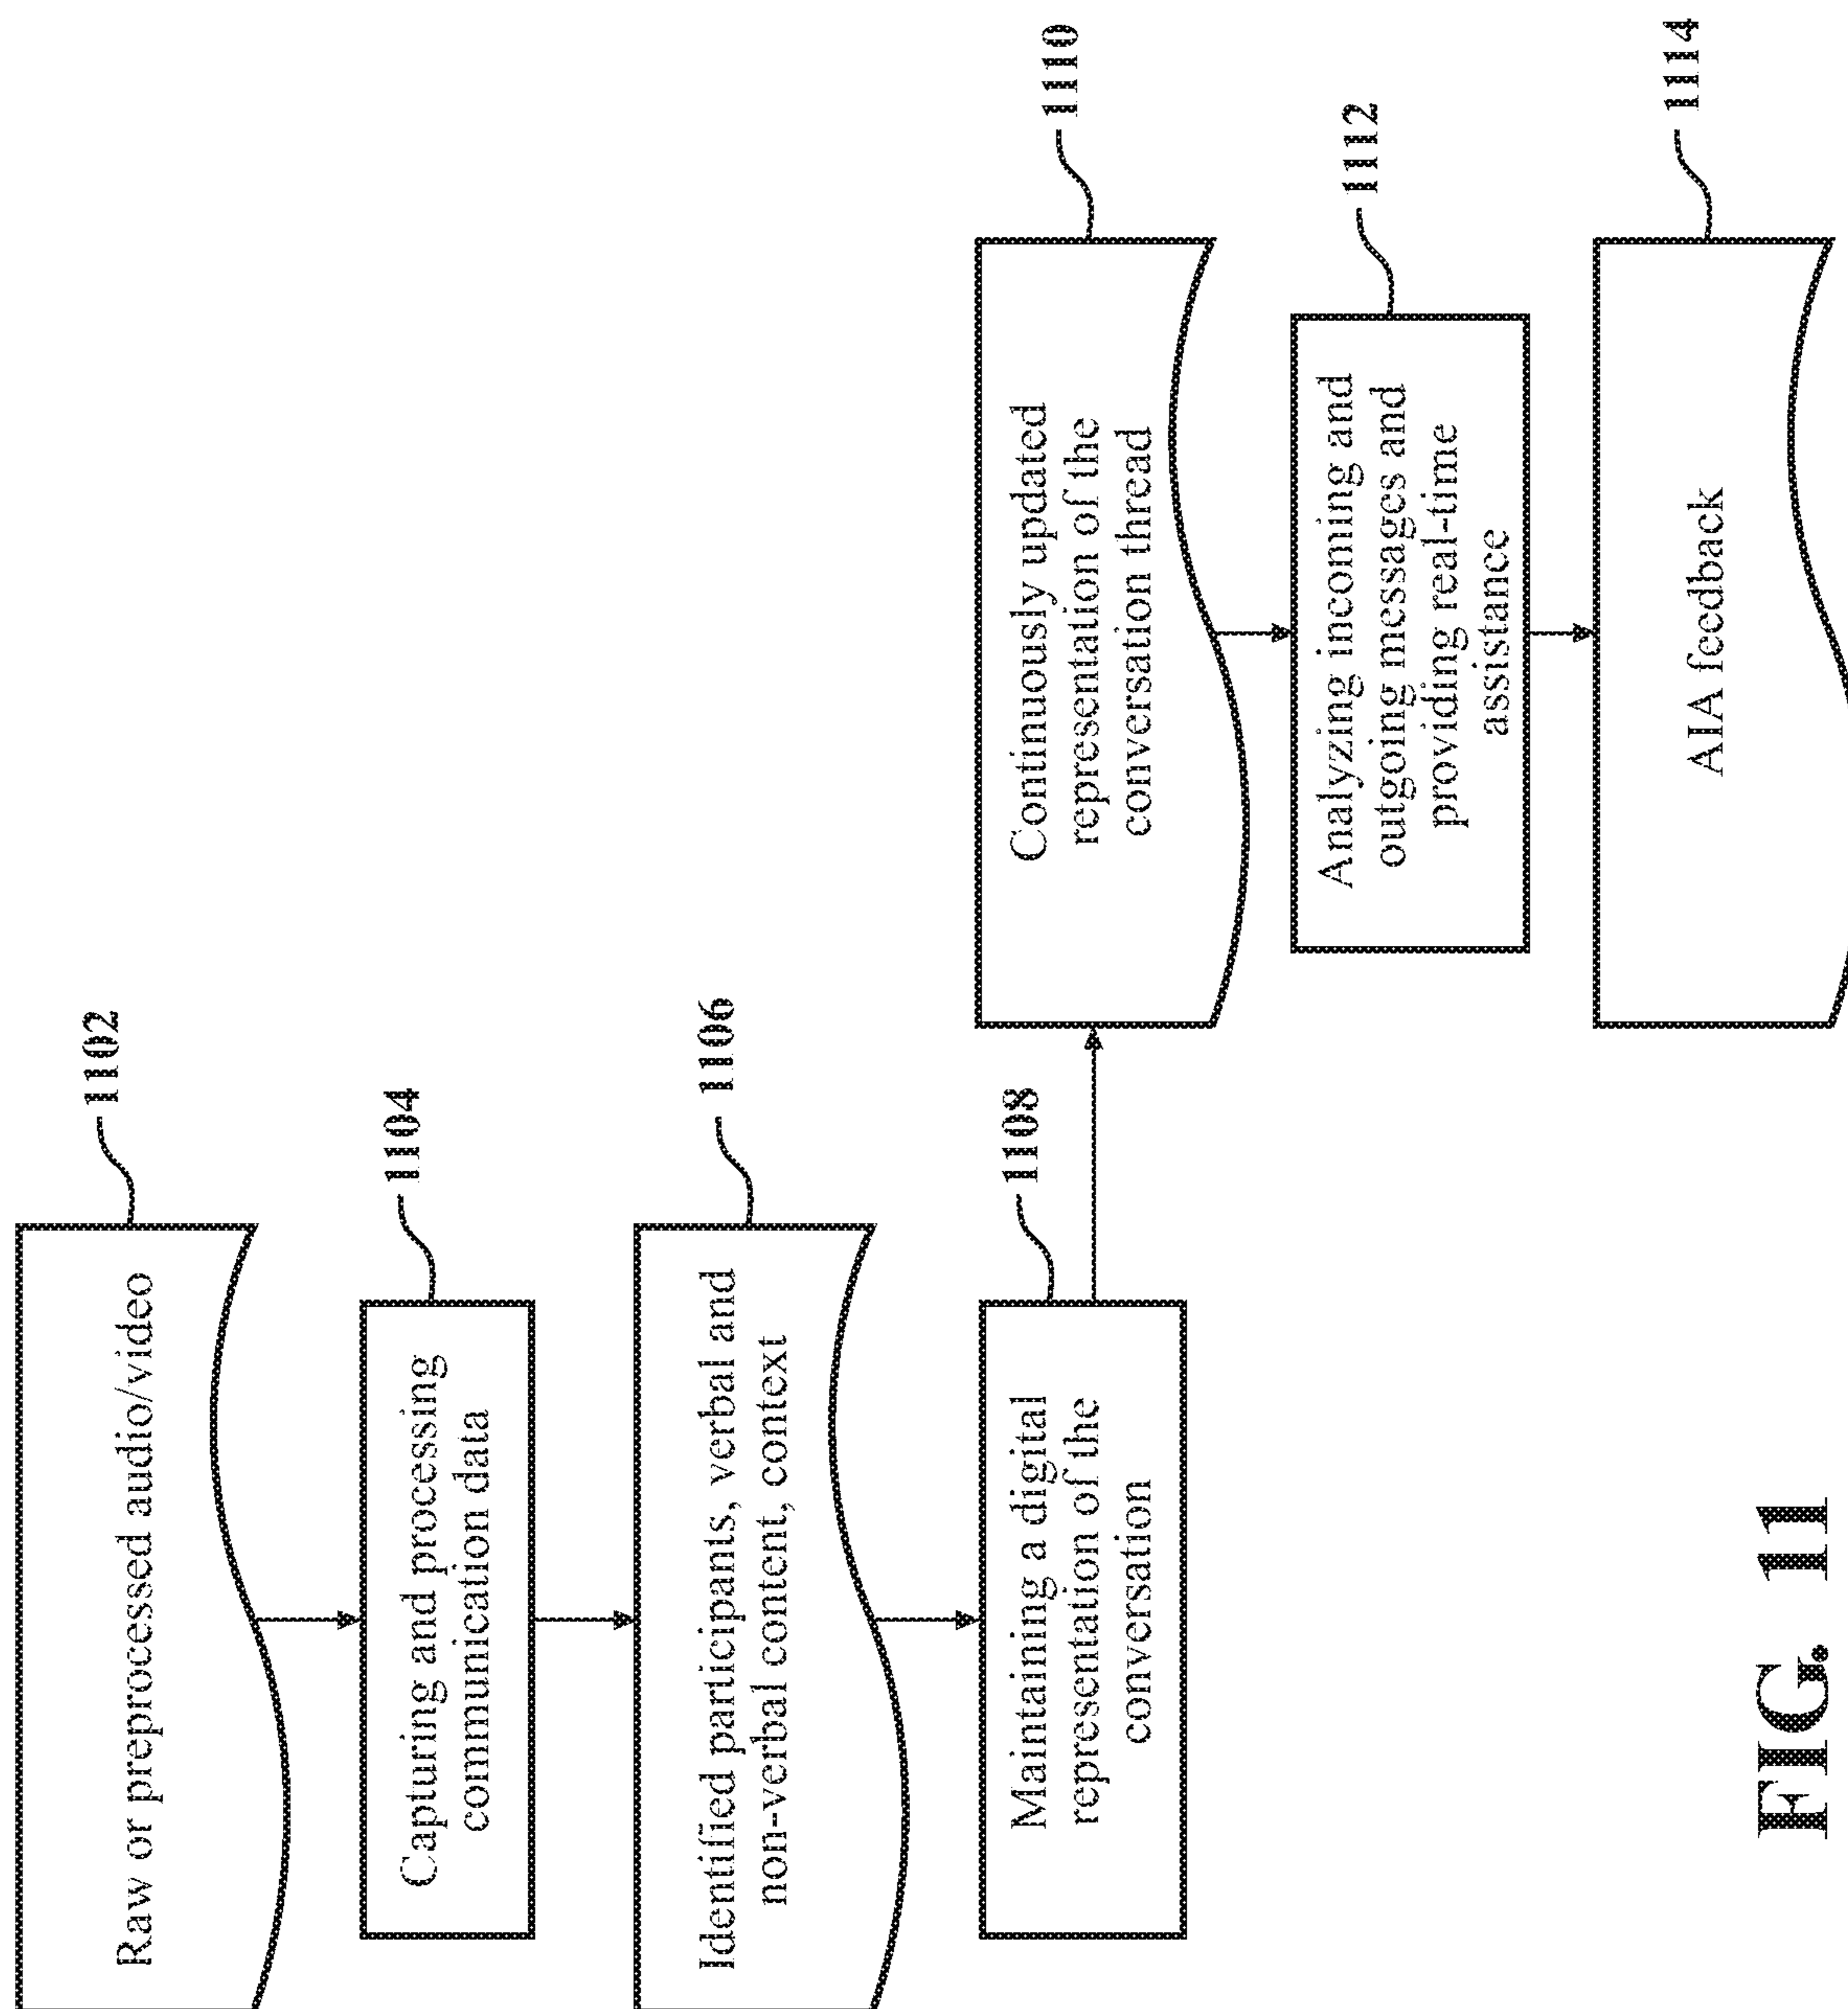 Raw or preprocessed audio/video
1102
Capturing and processing
communication data
1104
Identified participants, verbal and
non-verbal content, context
1106
Maintaining a digital
representation of the
conversation
1108
Continuously updated
representation of the
conversation thread
1110
Analyzing incoming and
outgoing messages and
providing real-time
assistance
1112
AIA feedback
1114
FIG. 11